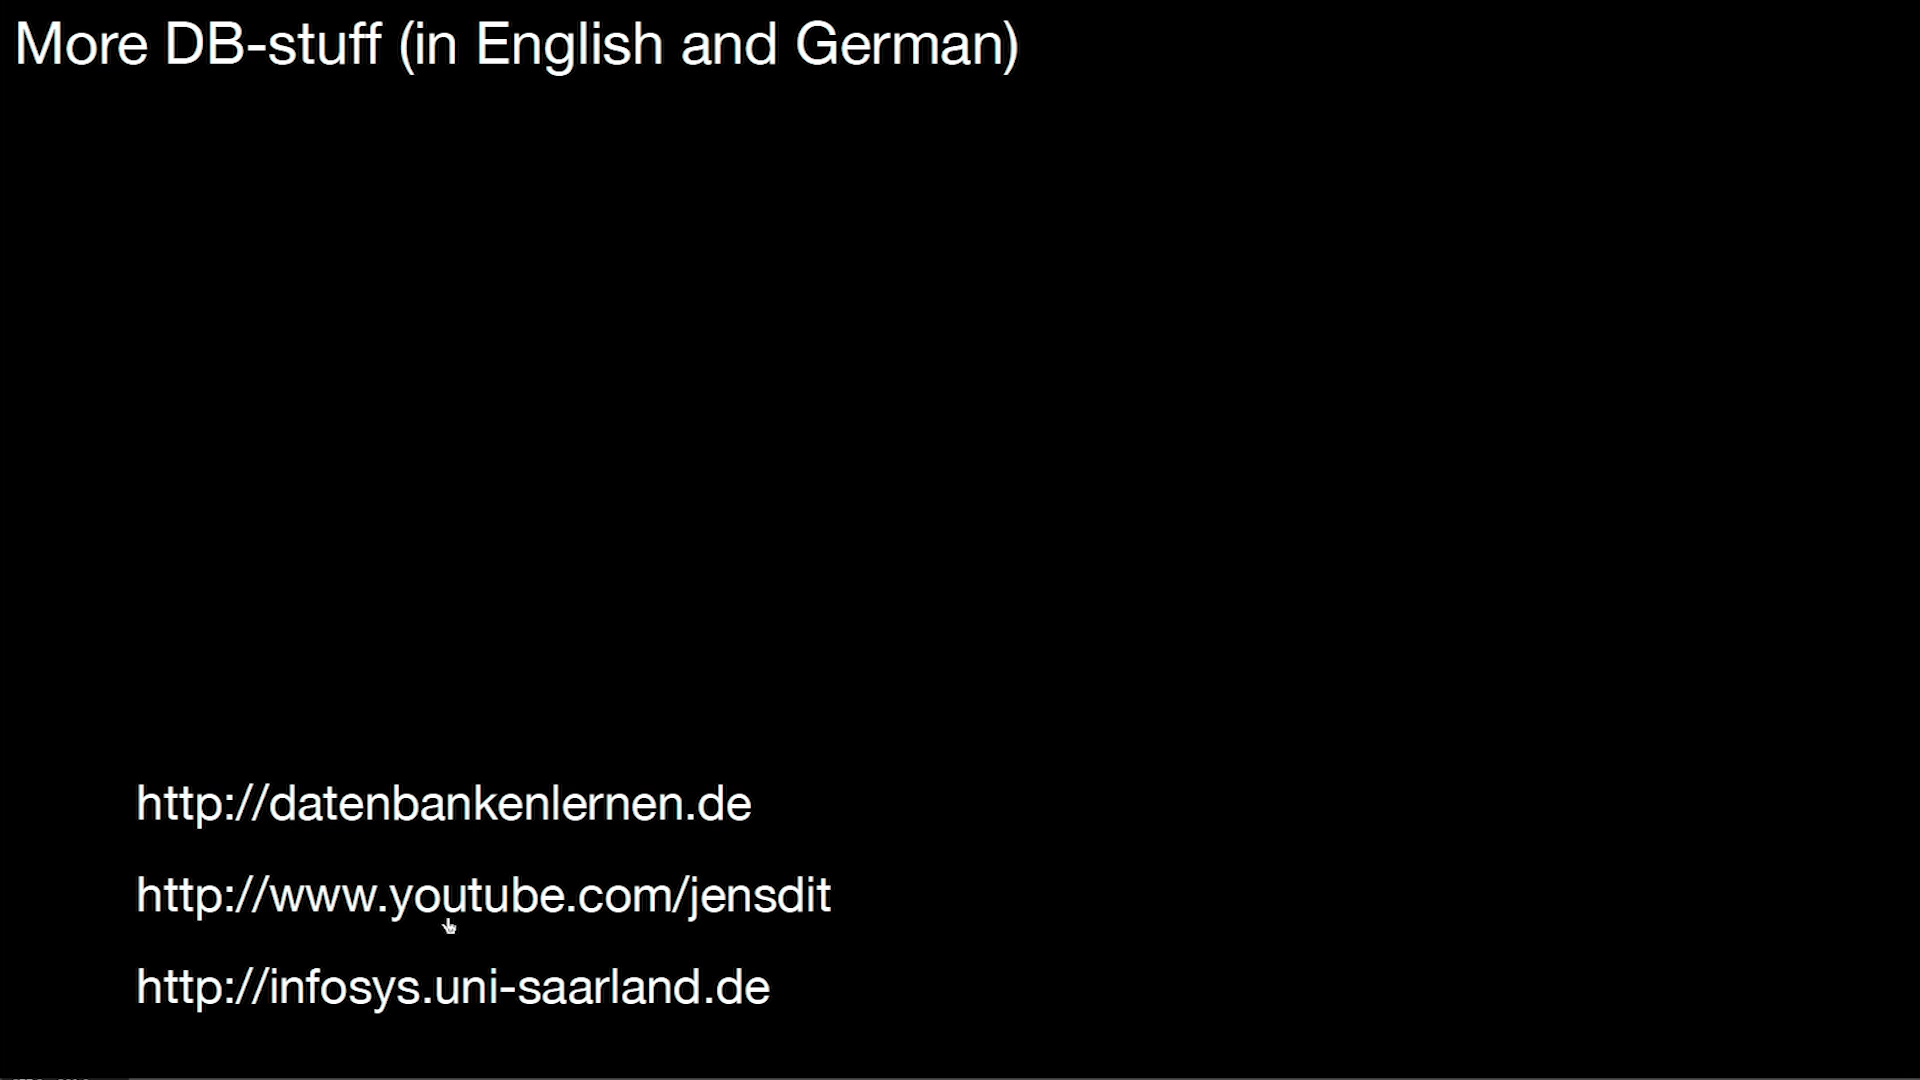 More DB-stuff (in English and German)
http://datenbankenlernen.de
http://www.youtube.com/jensdit
http://infosys.uni-saarland.de